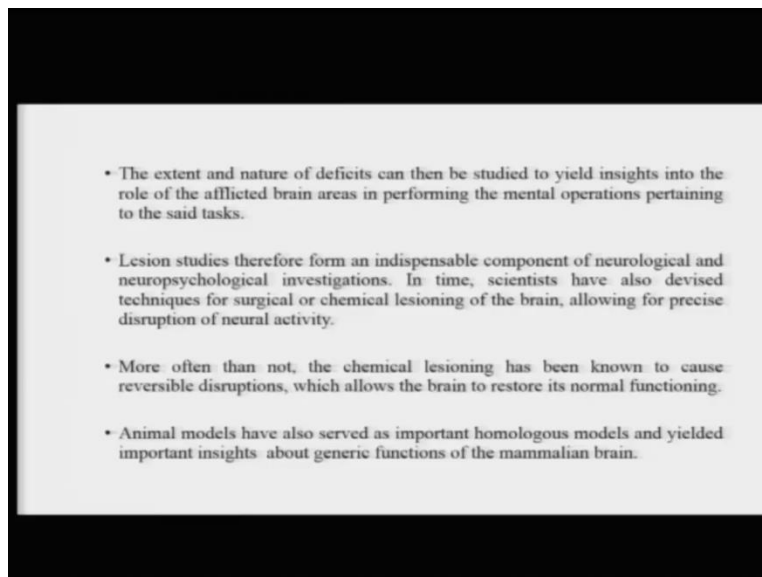 • The extent and nature of deficits can then be studied to yield insights into the
role of the afflicted brain areas in performing the mental operations pertaining
to the said tasks.
• Lesion studies therefore form an indispensable component of neurological and
neuropsychological investigations. In time, scientists have also devised
techniques for surgical or chemical lesioning of the brain, allowing for precise
disruption of neural activity.
• More often than not, the chemical lesioning has been known to cause
reversible disruptions, which allows the brain to restore its normal functioning.
• Animal models have also served as important homologous models and yielded
important insights about generic functions of the mammalian brain.